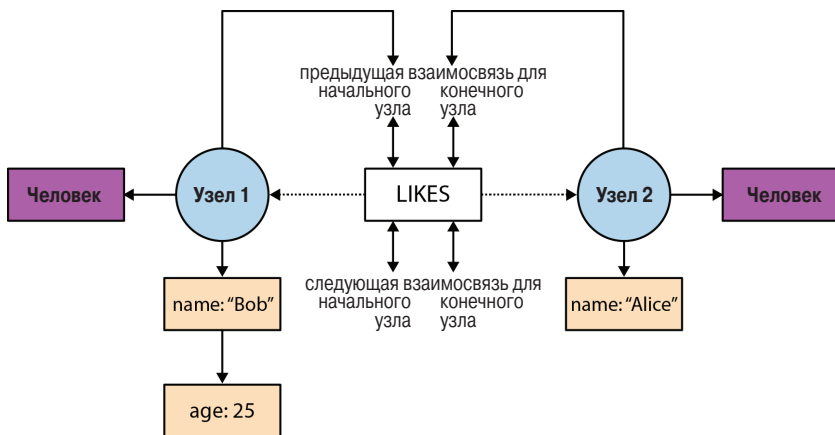 предыдущая взаимосвязь для
начального конечного
узла узла
Человек Узел 1 LIKES Узел 2 Человек
следующая взаимосвязь для
начального конечного
узла узла
name: “Bob” name: “Alice”
age: 25